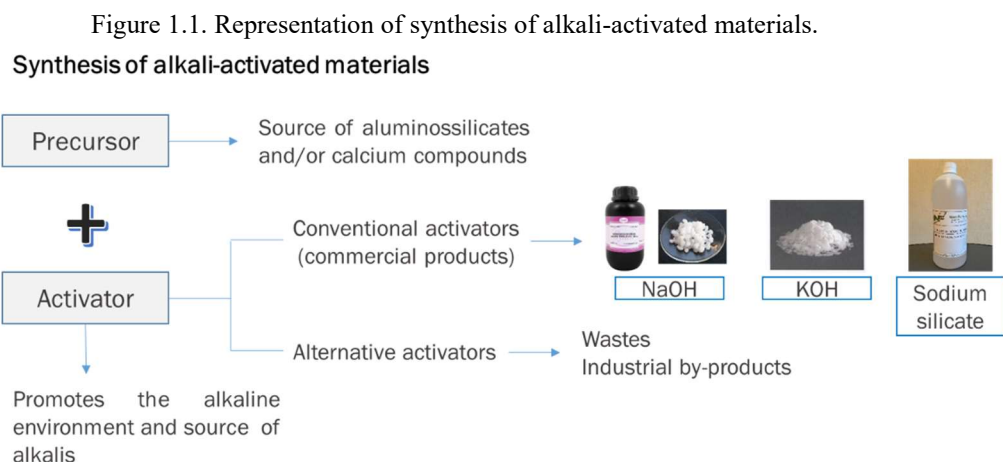 Figure 1.1. Representation of synthesis of alkali-activated materials.
Synthesis of alkali-activated materials
Precursor
Source of aluminossilicates
and/or calcium compounds
Conventional activators
(commercial products)
NaOH
KOH
Sodium
silicate
Activator
Alternative activators
Wastes
Industrial by-products
Promotes the alkaline
environment and source of
alkalis